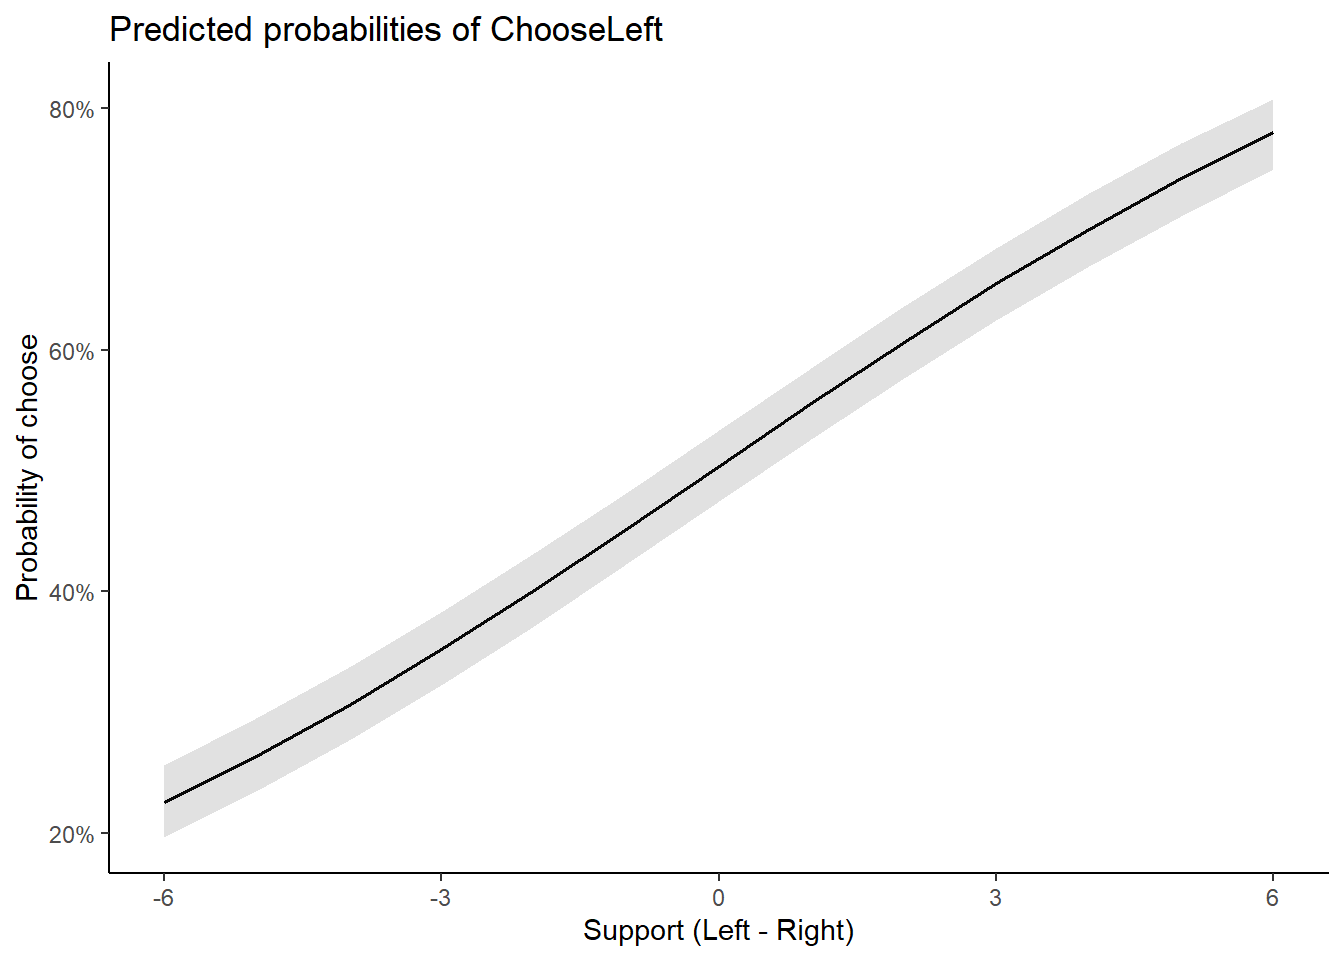 Predicted probabilities of ChooseLeft
Probability of choose
80%
60%
40%
20%
-6 -3 0 3 6
Support (Left - Right)